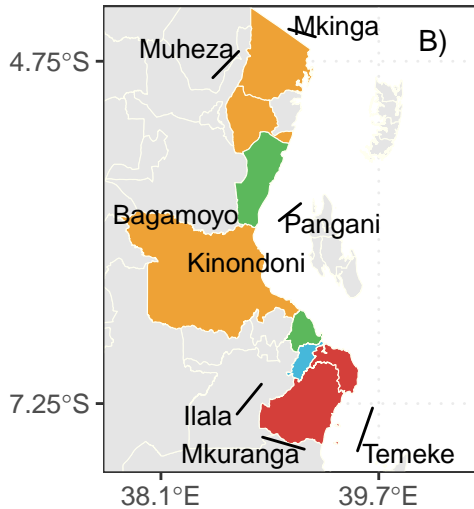 Mkinga
B)
Muheza
4.75°S
Bagamoyo
Pangani
Kinondoni
7.25°S
Ilala
Mkuranga
Temeke
38.1°E
39.7°E